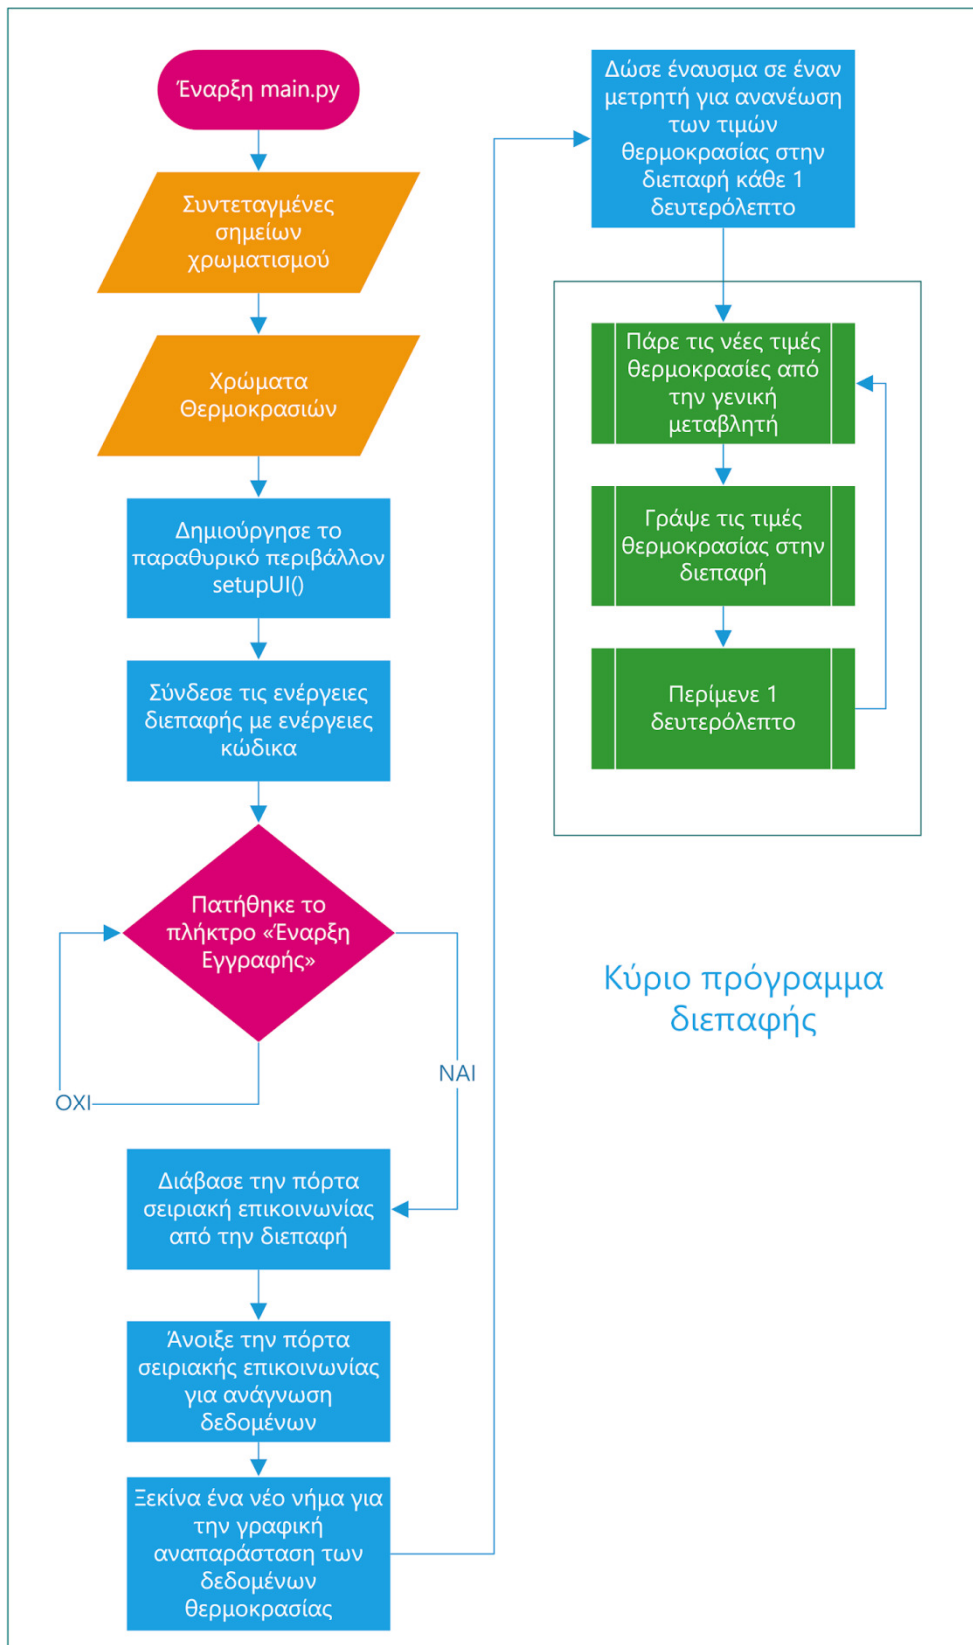 Έναρξη main.py
Συντεταγμένες
σημείων
χρωματισμού
Χρώματα
Θερμοκρασιών
Δημιούργησε το
παραθυρικό περιβάλλον
setupUI()
Σύνδεσε τις ενέργειες
διεπαφής με ενέργειες
κώδικα
Πατήθηκε το
πλήκτρο «Έναρξη
Εγγραφής»
ΝΑΙ
ΟΧΙ
Διάβασε την πόρτα
σειριακή επικοινωνίας
από την διεπαφή
Άνοιξε την πόρτα
σειριακής επικοινωνίας
για ανάγνωση
δεδομένων
Ξεκίνα ένα νέο νήμα για
την γραφική
αναπαράσταση των
δεδομένων
θερμοκρασίας
Δώσε έναυσμα σε έναν
μετρητή για ανανέωση
των τιμών
θερμοκρασίας στην
διεπαφή κάθε 1
δευτερόλεπτο
Πάρε τις νέες τιμές
θερμοκρασίες από
την γενική
μεταβλητή
Γράψε τις τιμές
θερμοκρασίας στην
διεπαφή
Περίμενε 1
δευτερόλεπτο
Κύριο πρόγραμμα
διεπαφής